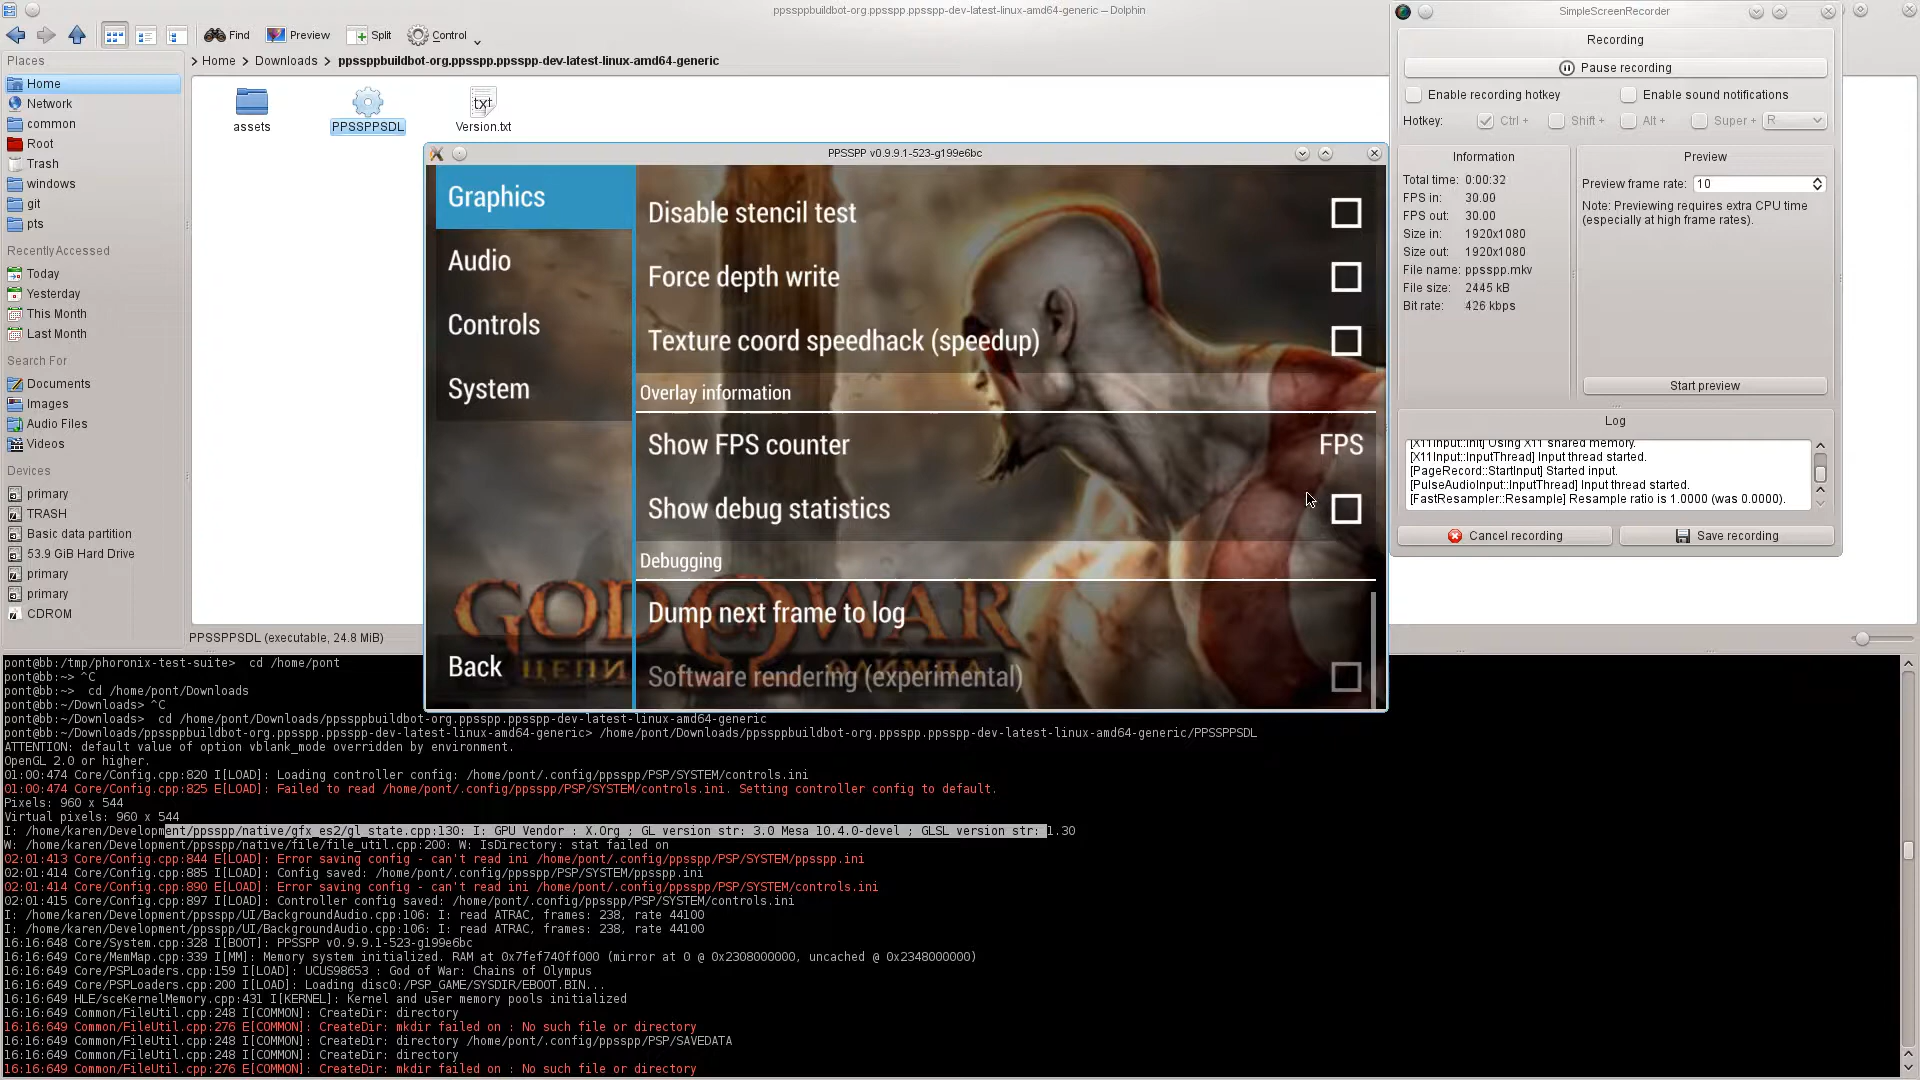 ppssppbuildbot-org.ppsspp.ppsspp-dev-latest-linux-amd64-generic – Dolphin
Find
Preview
Split
Control
Places
> Home > Downloads > ppssppbuildbot-org.ppsspp.ppsspp-dev-latest-linux-amd64-generic
Home
Network
common
Root
Trash
windows
git
pts
RecentlyAccessed
Today
Yesterday
This Month
Last Month
Search For
Documents
Images
Audio Files
Videos
Devices
primary
TRASH
Basic data partition
53.9 GiB Hard Drive
primary
primary
CDROM
assets
PPSSPPSDL
txt
Version.txt
PPSSPPSDL (executable, 24.8 MiB)
PPSSPP v0.9.9.1-523-g199e6bc
Graphics
Audio
Controls
System
Back
Disable stencil test
Force depth write
Texture coord speedhack (speedup)
Overlay information
Show FPS counter
FPS
Show debug statistics
Debugging
Dump next frame to log
Software rendering (experimental)
GOD OF WAR
ЦЕПИ ОЛИМПА
SimpleScreenRecorder
Recording
Pause recording
Enable recording hotkey
Enable sound notifications
Hotkey:
Ctrl +
Shift +
Alt +
Super +
R
Information
Total time: 0:00:32
FPS in: 30.00
FPS out: 30.00
Size in: 1920x1080
Size out: 1920x1080
File name: ppsspp.mkv
File size: 2445 kB
Bit rate: 426 kbps
Preview
Preview frame rate: 10
Note: Previewing requires extra CPU time
(especially at high frame rates).
Start preview
Log
[X11Input::Init] Using X11 shared memory.
[X11Input::InputThread] Input thread started.
[PageRecord::StartInput] Started input.
[PulseAudioInput::InputThread] Input thread started.
[FastResampler::Resample] Resample ratio is 1.0000 (was 0.0000).
Cancel recording
Save recording
pont@bb:/tmp/phoronix-test-suite>  cd /home/pont
pont@bb:~> ^C
pont@bb:~>  cd /home/pont/Downloads
pont@bb:~/Downloads> ^C
pont@bb:~/Downloads>  cd /home/pont/Downloads/ppssppbuildbot-org.ppsspp.ppsspp-dev-latest-linux-amd64-generic
pont@bb:~/Downloads/ppssppbuildbot-org.ppsspp.ppsspp-dev-latest-linux-amd64-generic> /home/pont/Downloads/ppssppbuildbot-org.ppsspp.ppsspp-dev-latest-linux-amd64-generic/PPSSPPSDL
ATTENTION: default value of option vblank_mode overridden by environment.
OpenGL 2.0 or higher.
01:00:474 Core/Config.cpp:820 I[LOAD]: Loading controller config: /home/pont/.config/ppsspp/PSP/SYSTEM/controls.ini
01:00:474 Core/Config.cpp:825 E[LOAD]: Failed to read /home/pont/.config/ppsspp/PSP/SYSTEM/controls.ini. Setting controller config to default.
Pixels: 960 x 544
Virtual pixels: 960 x 544
I: /home/karen/Development/ppsspp/native/gfx_es2/gl_state.cpp:130: I: GPU Vendor : X.Org ; GL version str: 3.0 Mesa 10.4.0-devel ; GLSL version str: 1.30
W: /home/karen/Development/ppsspp/native/file/file_util.cpp:200: W: IsDirectory: stat failed on
02:01:413 Core/Config.cpp:844 E[LOAD]: Error saving config - can't read ini /home/pont/.config/ppsspp/PSP/SYSTEM/ppsspp.ini
02:01:414 Core/Config.cpp:885 I[LOAD]: Config saved: /home/pont/.config/ppsspp/PSP/SYSTEM/ppsspp.ini
02:01:414 Core/Config.cpp:890 E[LOAD]: Error saving config - can't read ini /home/pont/.config/ppsspp/PSP/SYSTEM/controls.ini
02:01:415 Core/Config.cpp:897 I[LOAD]: Controller config saved: /home/pont/.config/ppsspp/PSP/SYSTEM/controls.ini
I: /home/karen/Development/ppsspp/UI/BackgroundAudio.cpp:106: I: read ATRAC, frames: 238, rate 44100
I: /home/karen/Development/ppsspp/UI/BackgroundAudio.cpp:106: I: read ATRAC, frames: 238, rate 44100
16:16:648 Core/System.cpp:328 I[BOOT]: PPSSPP v0.9.9.1-523-g199e6bc
16:16:649 Core/MemMap.cpp:339 I[MM]: Memory system initialized. RAM at 0x7fef740ff000 (mirror at 0 @ 0x2308000000, uncached @ 0x2348000000)
16:16:649 Core/PSPLoaders.cpp:159 I[LOAD]: UCUS98653 : God of War: Chains of Olympus
16:16:649 Core/PSPLoaders.cpp:200 I[LOAD]: Loading disc0:/PSP_GAME/SYSDIR/EBOOT.BIN...
16:16:649 HLE/sceKernelMemory.cpp:431 I[KERNEL]: Kernel and user memory pools initialized
16:16:649 Common/FileUtil.cpp:248 I[COMMON]: CreateDir: directory
16:16:649 Common/FileUtil.cpp:276 E[COMMON]: CreateDir: mkdir failed on : No such file or directory
16:16:649 Common/FileUtil.cpp:248 I[COMMON]: CreateDir: directory /home/pont/.config/ppsspp/PSP/SAVEDATA
16:16:649 Common/FileUtil.cpp:248 I[COMMON]: CreateDir: directory
16:16:649 Common/FileUtil.cpp:276 E[COMMON]: CreateDir: mkdir failed on : No such file or directory